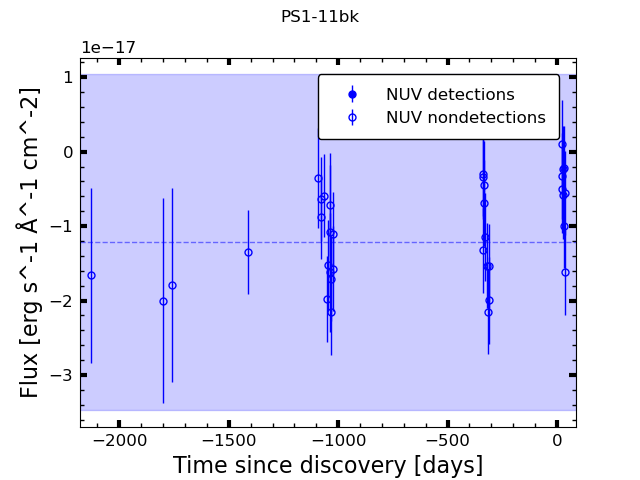 PS1-11bk
1e−17
NUV detections
NUV nondetections
1
0
−1
−2
−3
Flux [erg s^-1 Å^-1 cm^-2]
−2000 −1500 −1000 −500 0
Time since discovery [days]